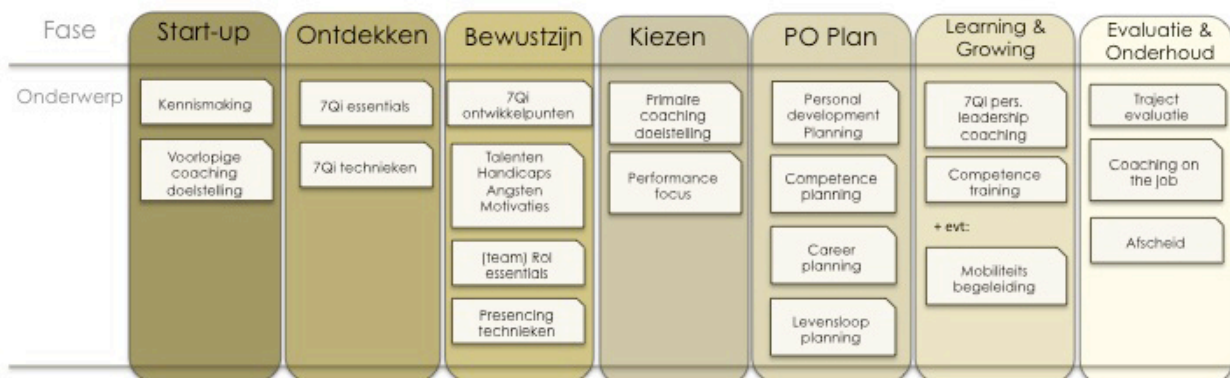 Fase
Start-up
Ontdekken
Bewustzijn
Kiezen
PO Plan
Learning &
Growing
Evaluatie &
Onderhoud
Onderwerp
Kennismaking
Voorlopige
coaching
doelstelling
7Qi essentials
7Qi technieken
7Qi
ontwikkelpunten
Talenten
Handicaps
Angsten
Motivaties
(team) Rol
essentials
Presencing
technieken
Primaire
coaching
doelstelling
Performance
focus
Personal
development
Planning
Competence
planning
Career
planning
Levensloop
planning
7Qi pers.
leadership
coaching
Competence
training
+ evt:
Mobiliteits
begeleiding
Traject
evaluatie
Coaching on
the job
Afscheid